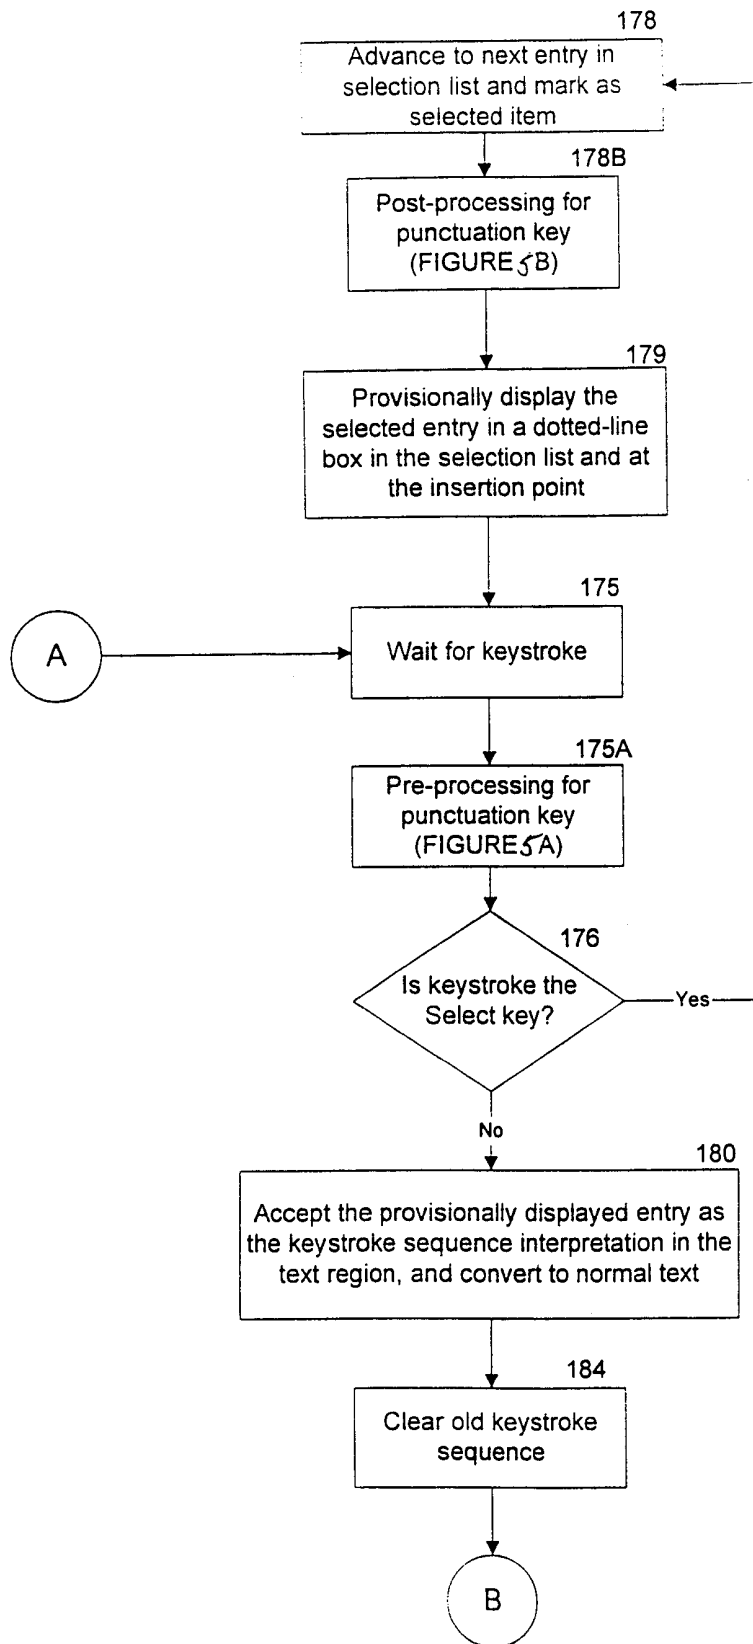 178
Advance to next entry in
selection list and mark as
selected item
178B
Post-processing for
punctuation key
(FIGURE 5B)
179
Provisionally display the
selected entry in a dotted-line
box in the selection list and at
the insertion point
175
A
Wait for keystroke
175A
Pre-processing for
punctuation key
(FIGURE 5A)
176
Is keystroke the
Select key?
Yes
No
180
Accept the provisionally displayed entry as
the keystroke sequence interpretation in the
text region, and convert to normal text
184
Clear old keystroke
sequence
B